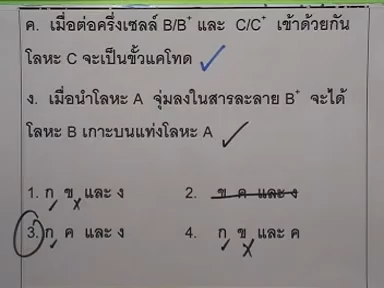 ค. เมื่อต่อครึ่งเซลล์ B/B⁺ และ C/C⁺ เข้าด้วยกัน
โลหะ C จะเป็นขั้วแคโทด
ง. เมื่อนำโลหะ A จุ่มลงในสารละลาย B⁺ จะได้
โลหะ B เกาะบนแท่งโลหะ A
1. ก ข และ ง 2. ข ค และ ง
3. ก ค และ ง 4. ก ข และ ค